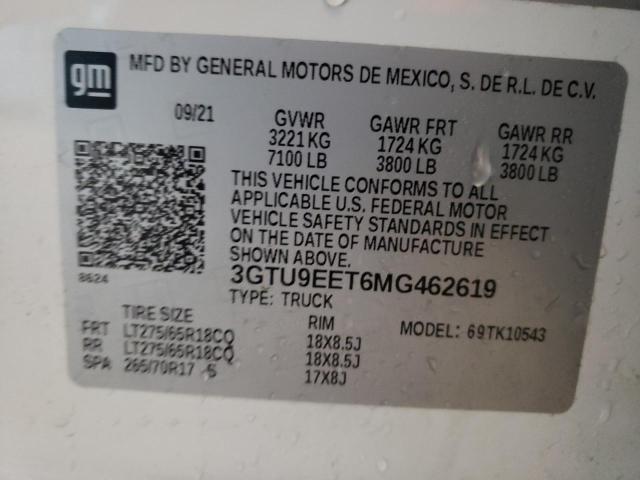 gm
MFD BY GENERAL MOTORS DE MEXICO, S. DE R.L. DE C.V.
09/21 GVWR GAWR FRT GAWR RR
3221 KG 1724 KG 1724 KG
7100 LB 3800 LB 3800 LB
THIS VEHICLE CONFORMS TO ALL
APPLICABLE U.S. FEDERAL MOTOR
VEHICLE SAFETY STANDARDS IN EFFECT
ON THE DATE OF MANUFACTURE
SHOWN ABOVE.
8624
3GTU9EET6MG462619
TYPE: TRUCK
TIRE SIZE RIM MODEL: 69TK10543
FRT LT275/65R18CQ 18X8.5J
RR LT275/65R18CQ 18X8.5J
SPA 265/70R17 17X8J